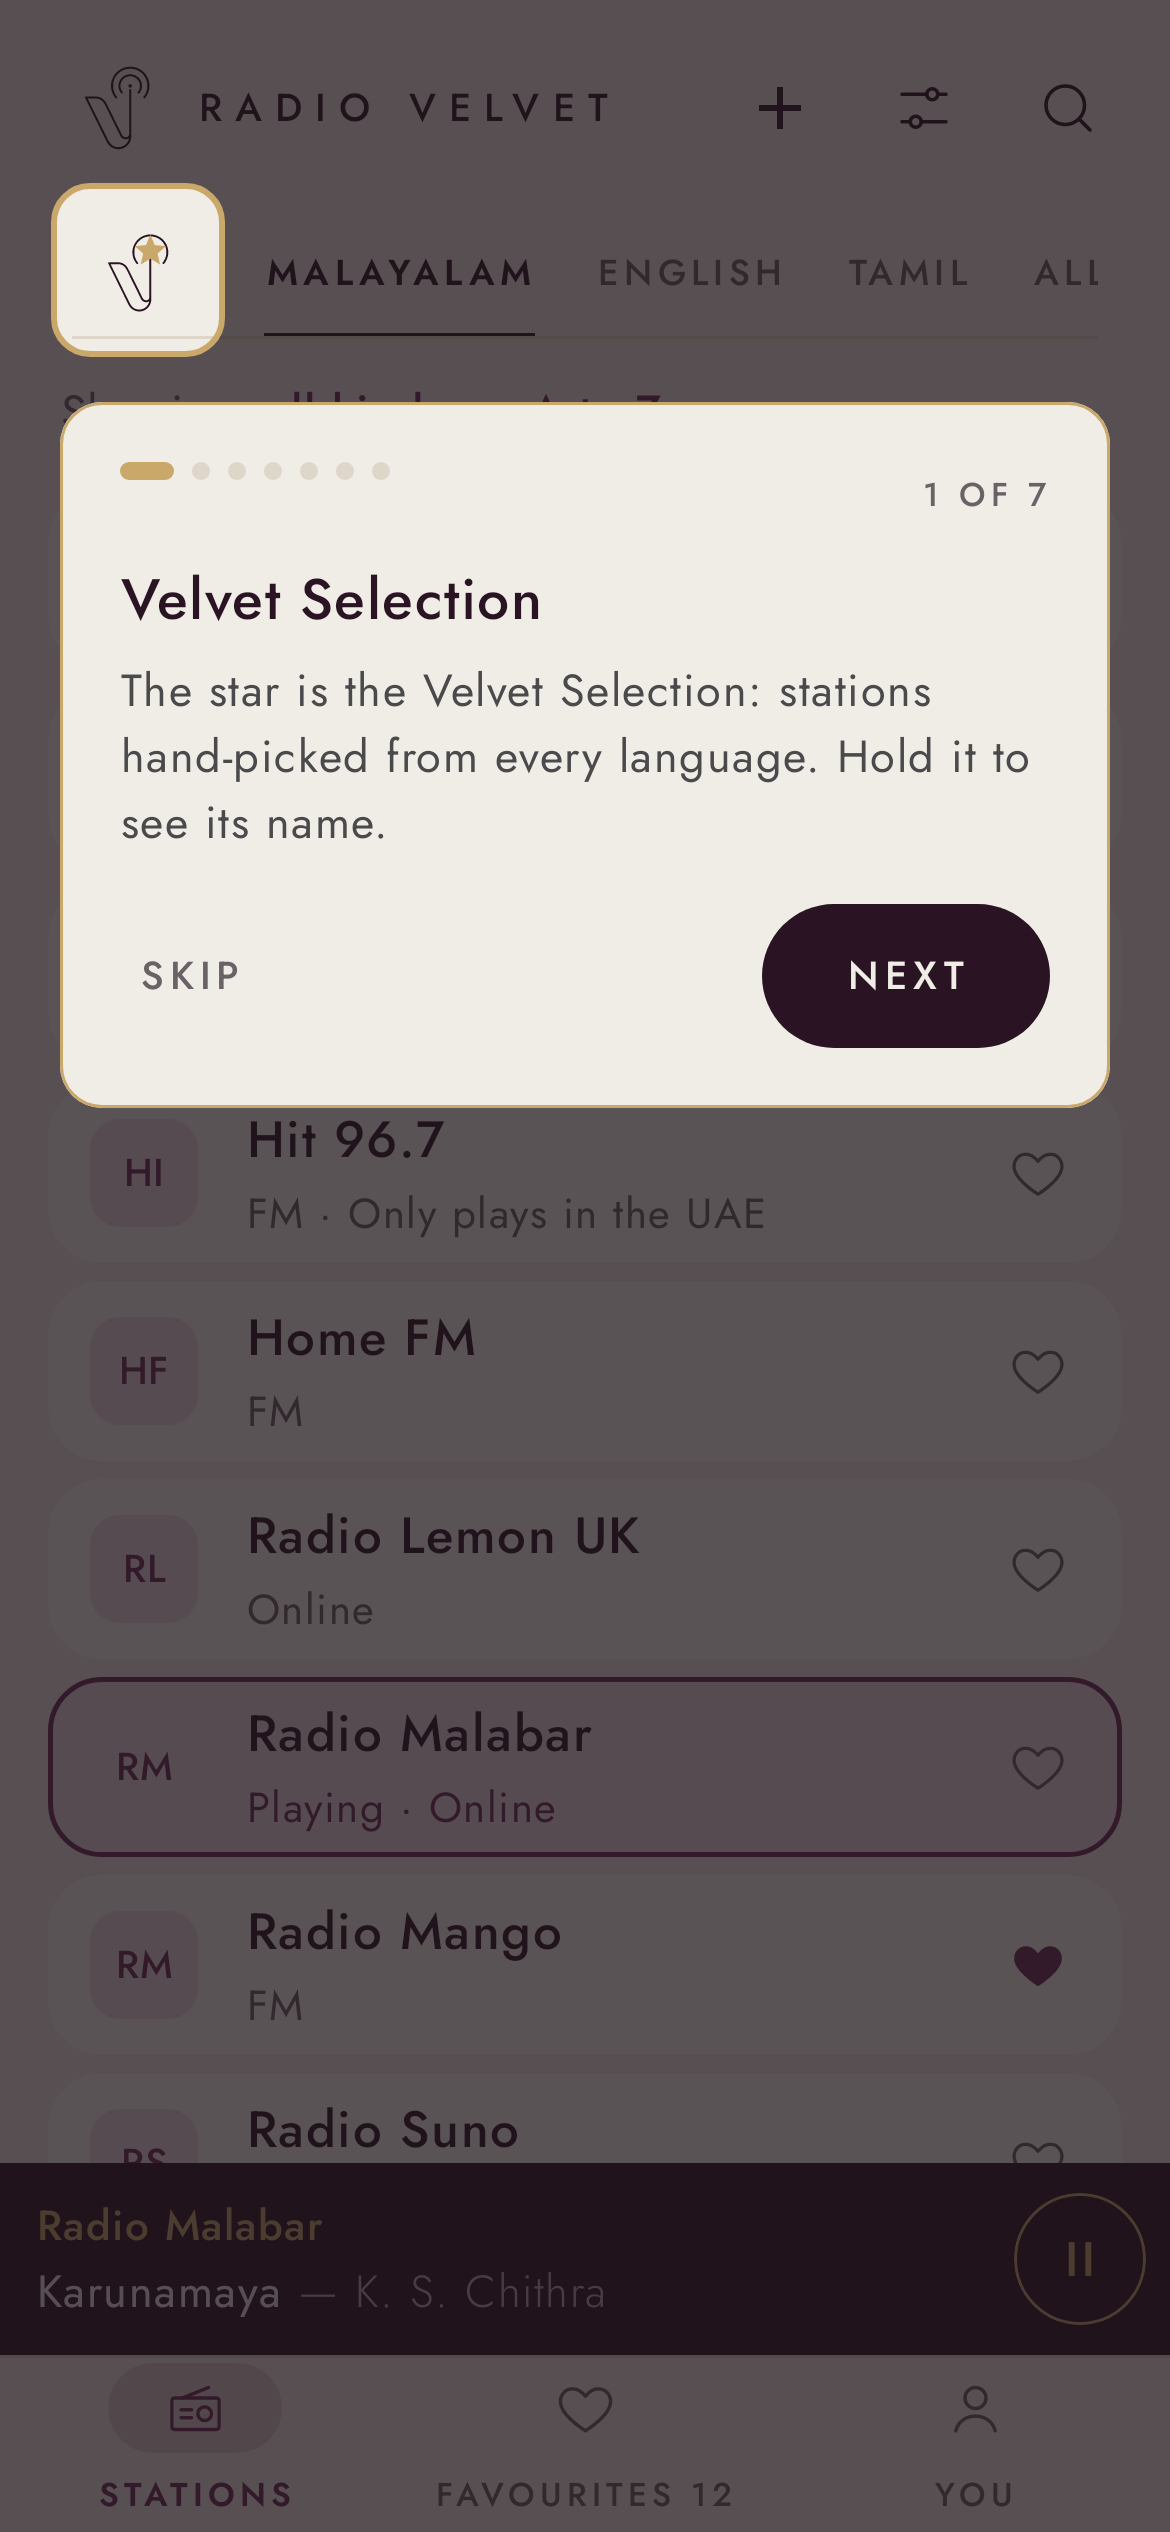 RADIO VELVET
MALAYALAM ENGLISH TAMIL ALL
1 OF 7
Velvet Selection
The star is the Velvet Selection: stations
hand-picked from every language. Hold it to
see its name.
SKIP NEXT
HI
Hit 96.7
FM · Only plays in the UAE
HF
Home FM
FM
RL
Radio Lemon UK
Online
RM
Radio Malabar
Playing · Online
RM
Radio Mango
FM
RS
Radio Suno
Radio Malabar
Karunamaya — K. S. Chithra
STATIONS FAVOURITES 12 YOU